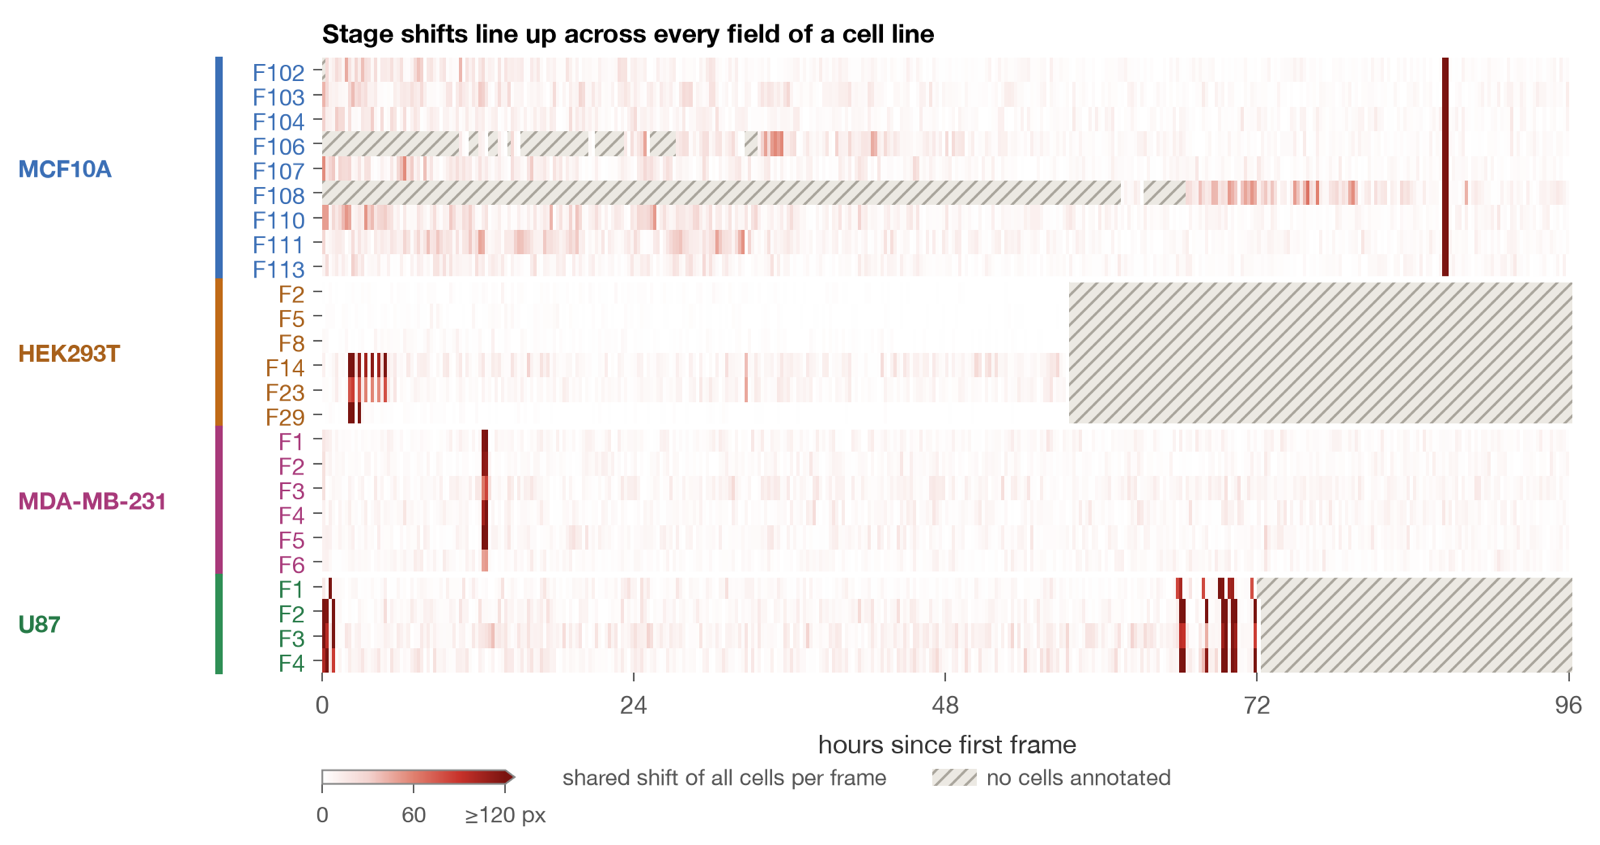 Stage shifts line up across every field of a cell line
MCF10A
F102
F103
F104
F106
F107
F108
F110
F111
F113
HEK293T
F2
F5
F8
F14
F23
F29
MDA-MB-231
F1
F2
F3
F4
F5
F6
U87
F1
F2
F3
F4
0 24 48 72 96
hours since first frame
shared shift of all cells per frame
no cells annotated
0 60 ≥120 px